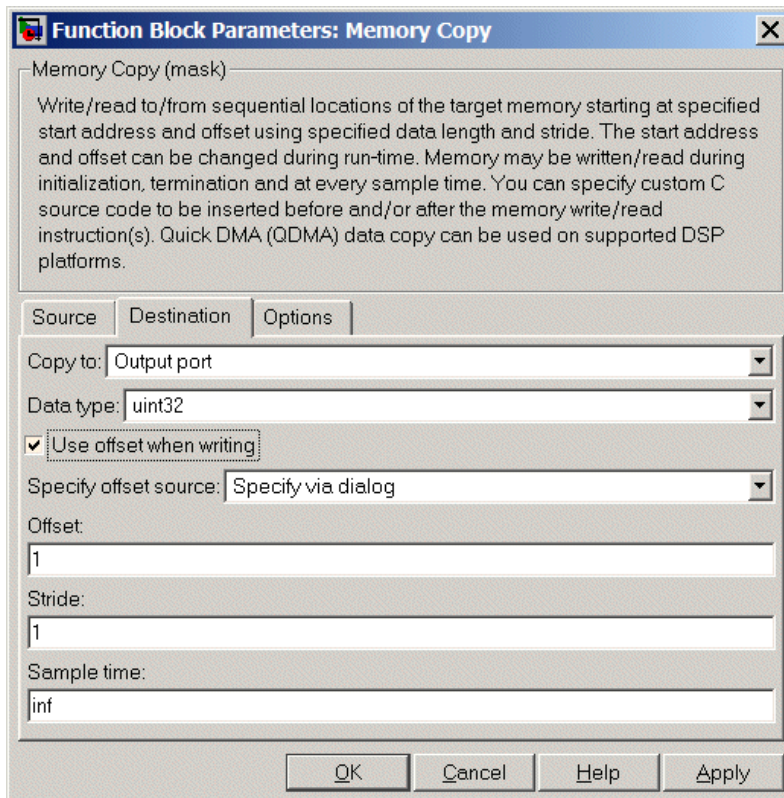 Function Block Parameters: Memory Copy
Memory Copy (mask)
Write/read to/from sequential locations of the target memory starting at specified
start address and offset using specified data length and stride. The start address
and offset can be changed during run-time. Memory may be written/read during
initialization, termination and at every sample time. You can specify custom C
source code to be inserted before and/or after the memory write/read
instruction(s). Quick DMA (QDMA) data copy can be used on supported DSP
platforms.
Source Destination Options
Copy to: Output port
Data type: uint32
Use offset when writing
Specify offset source: Specify via dialog
Offset:
1
Stride:
1
Sample time:
inf
OK Cancel Help Apply